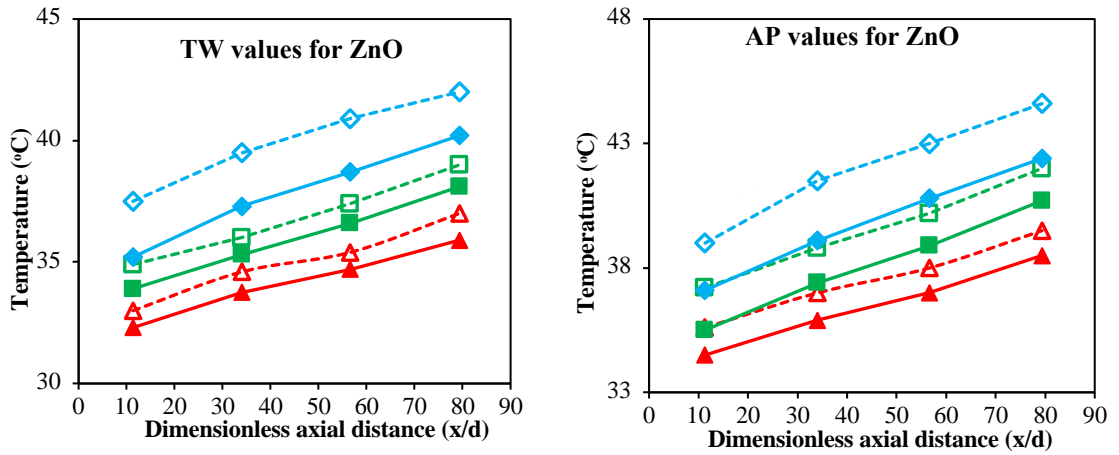 TW values for ZnO
45
40
35
30
Temperature (ᵒC)
0 10 20 30 40 50 60 70 80 90
Dimensionless axial distance (x/d)
AP values for ZnO
48
43
38
33
Temperature (ᵒC)
0 10 20 30 40 50 60 70 80 90
Dimensionless axial distance (x/d)